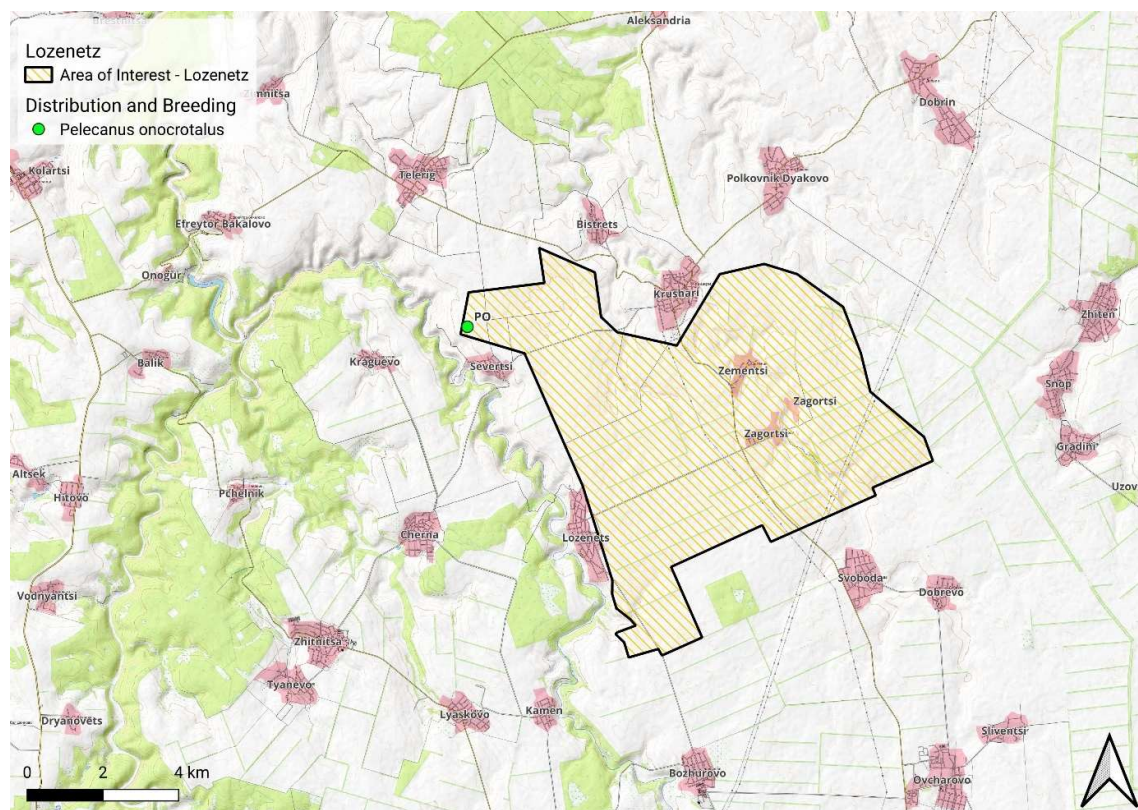 Aleksandria
Lozenetz
Area of Interest - Lozenetz
Distribution and Breeding
Pelecanus onocrotalus
Dobrin
Kolartsi
Telerig
Polkovnik Dyakovo
Efreytor Bakalovo
Bistrets
Onogur
Krushari
Zhiten
PO
Balik
Kraguevo
Severtsi
Zementsi
Snop
Zagortsi
Zagortsi
Gradini
Altsek
Hitovo
Pchelnik
Uzov
Cherna
Lozenets
Svoboda
Dobrevo
Vodnyantsi
Zhitnitsa
Tyanevo
Dryanovets
Lyaskovo
Kamen
Sliventsi
Bozhurovo
Ovcharovo
0 2 4 km